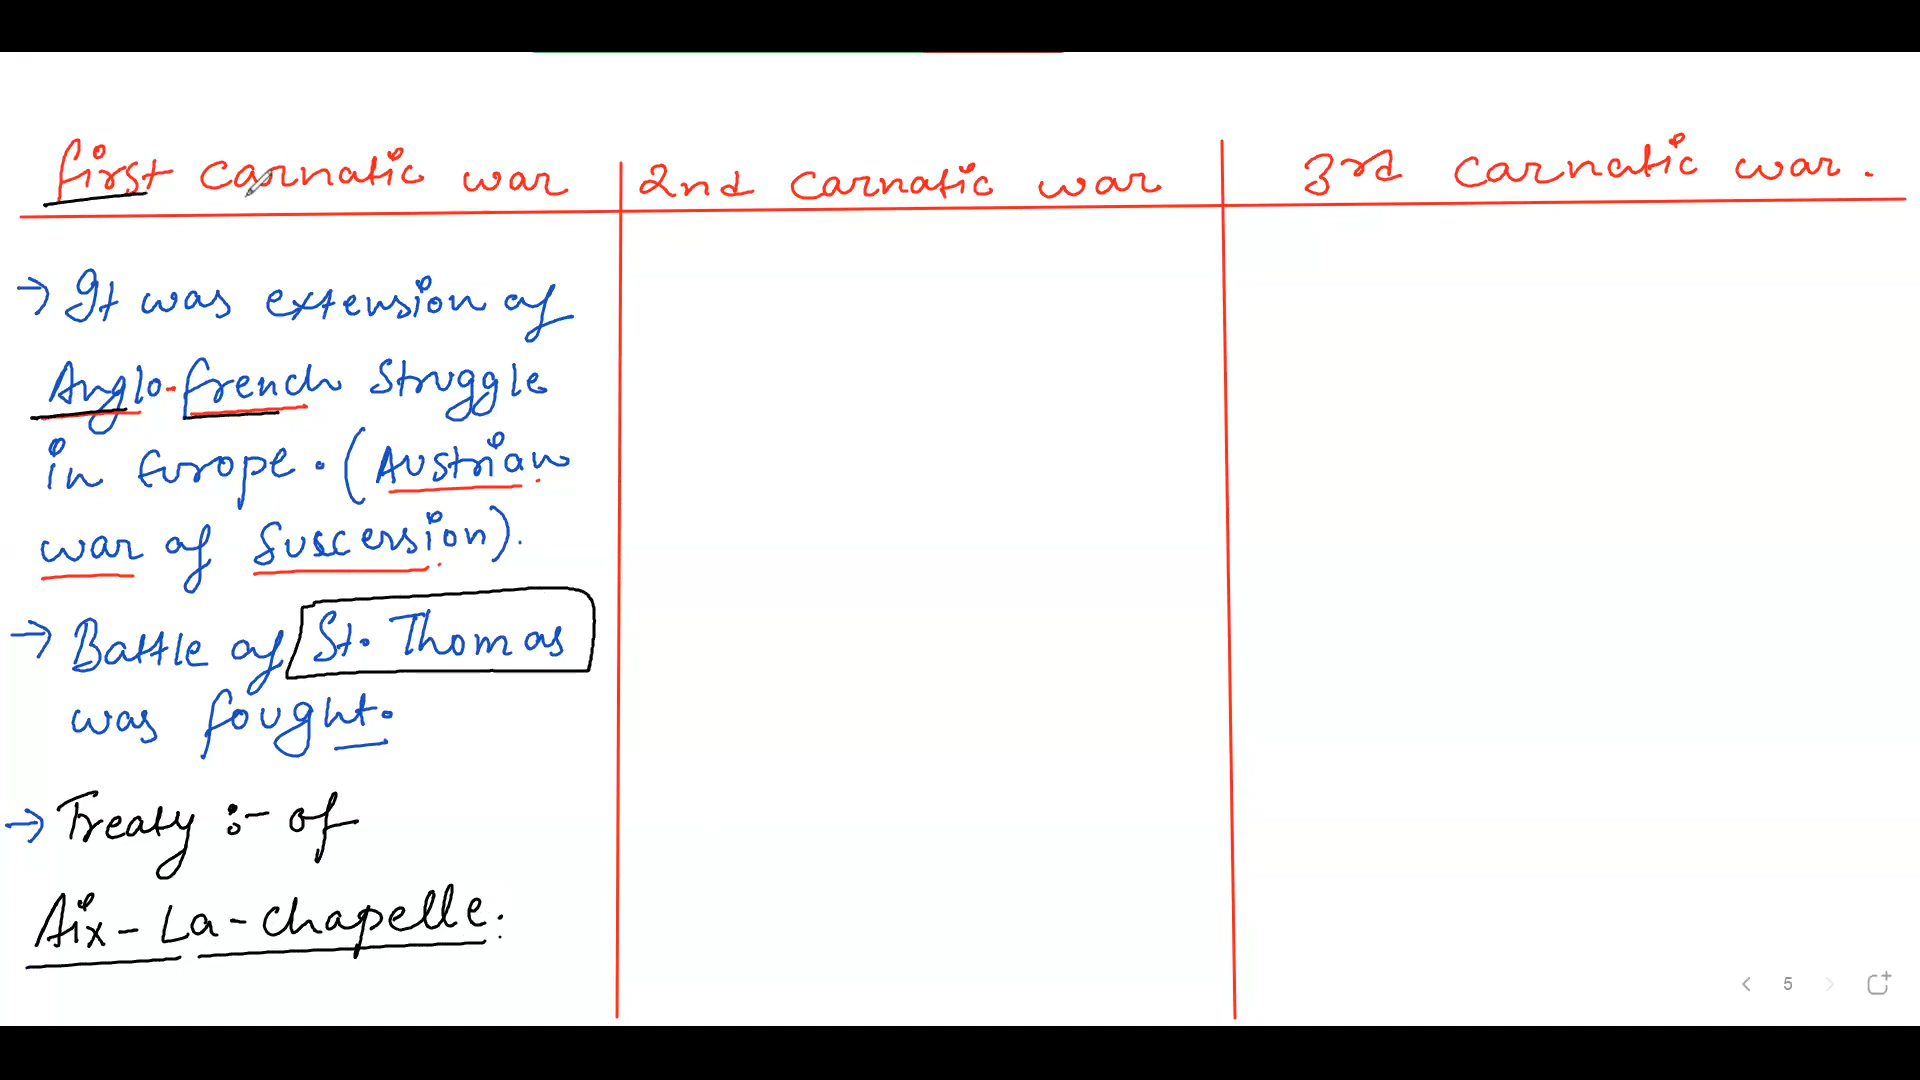 first carnatic war
2nd carnatic war
3rd carnatic war.
→ It was extension of
Anglo-french struggle
in Europe. (Austrian
war of Suscersion).
→ Battle of St. Thomas
was fought.
→ Treaty :- of
Aix-La-chapelle.
5